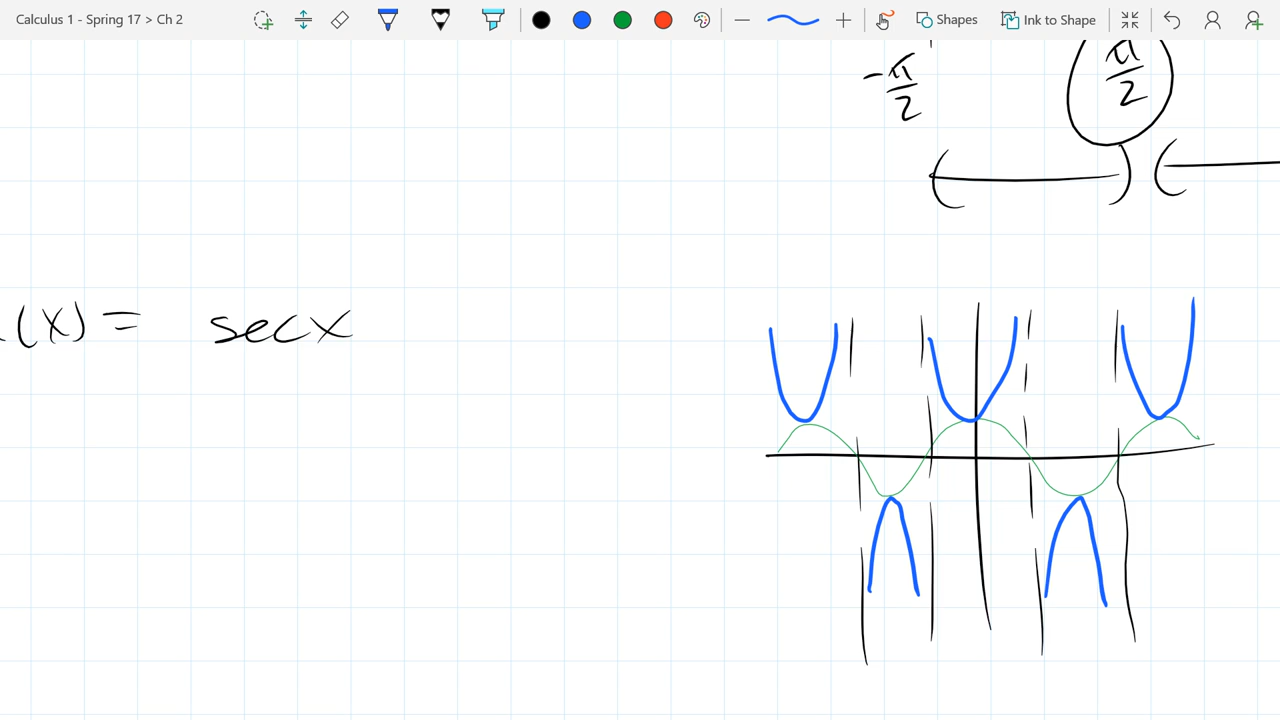 Calculus 1 - Spring 17 > Ch 2
Shapes
Ink to Shape
-π/2
π/2
(x) = secx